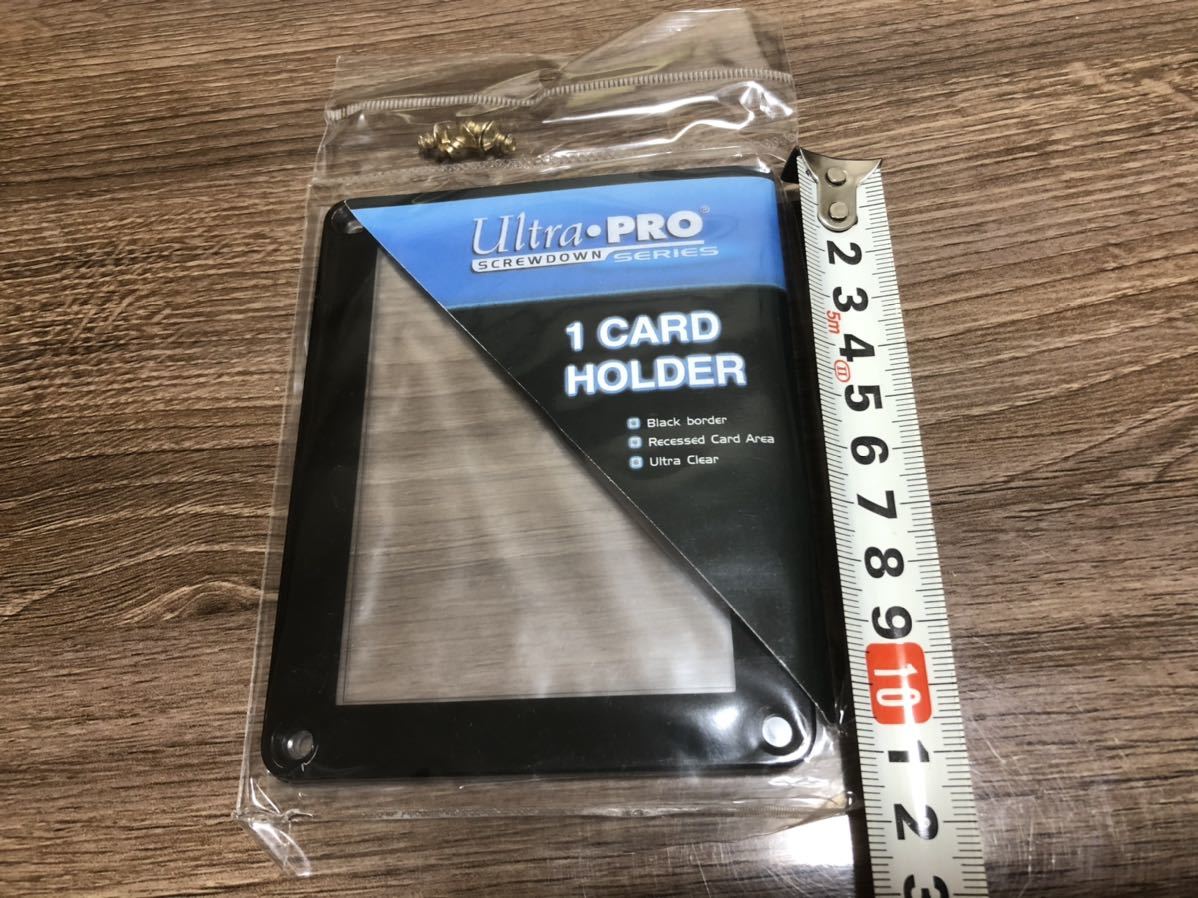 Ultra•PRO®
SCREWDOWN SERIES
1 CARD
HOLDER
Black border
Recessed Card Area
Ultra Clear
2
3
5m
4
II
5
6
7
8
9
10
1
2
3